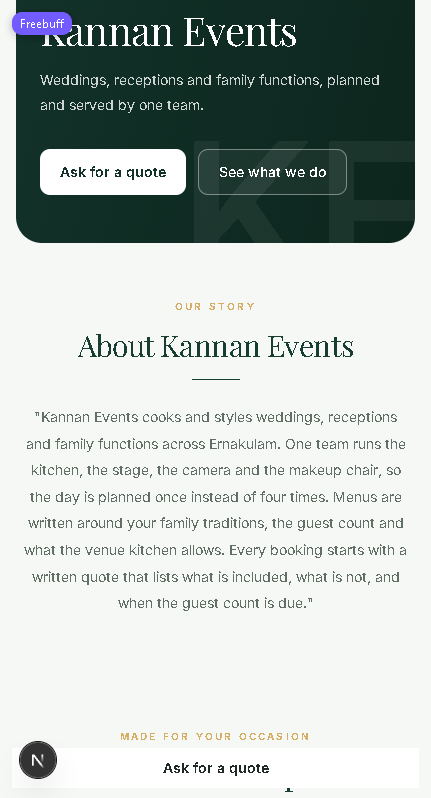 Freebuff
Kannan Events
Weddings, receptions and family functions, planned
and served by one team.
Ask for a quote
See what we do
KE
OUR STORY
About Kannan Events
"Kannan Events cooks and styles weddings, receptions
and family functions across Ernakulam. One team runs the
kitchen, the stage, the camera and the makeup chair, so
the day is planned once instead of four times. Menus are
written around your family traditions, the guest count and
what the venue kitchen allows. Every booking starts with a
written quote that lists what is included, what is not, and
when the guest count is due."
MADE FOR YOUR OCCASION
N
Ask for a quote